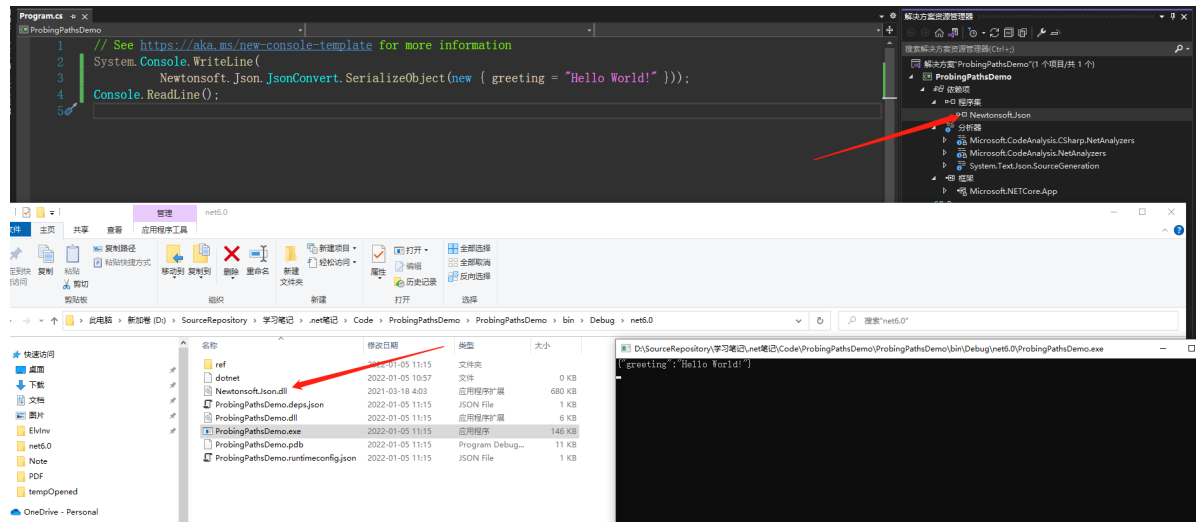 Program.cs
ProbingPathsDemo
1 // See https://aka.ms/new-console-template for more information
2 System.Console.WriteLine(
3 Newtonsoft.Json.JsonConvert.SerializeObject(new { greeting = "Hello World!" }));
4 Console.ReadLine();
5
解决方案资源管理器
搜索解决方案资源管理器(Ctrl+;)
解决方案"ProbingPathsDemo"(1 个项目/共 1 个)
ProbingPathsDemo
依赖项
程序集
Newtonsoft.Json
分析器
Microsoft.CodeAnalysis.CSharp.NetAnalyzers
Microsoft.CodeAnalysis.NetAnalyzers
System.Text.Json.SourceGeneration
框架
Microsoft.NETCore.App
管理 net6.0
文件 主页 共享 查看 应用程序工具
复制
粘贴
复制路径
粘贴快捷方式
剪切
剪贴板
移动到 复制到 删除 重命名
组织
新建
文件夹
新建项目
轻松访问
新建
属性
打开
编辑
历史记录
打开
全部选择
全部取消
反向选择
选择
此电脑 › 新加卷 (D:) › SourceRepository › 学习笔记 › .net笔记 › Code › ProbingPathsDemo › ProbingPathsDemo › bin › Debug › net6.0
搜索"net6.0"
快速访问
桌面
下载
文档
图片
ElvInv
net6.0
Note
PDF
tempOpened
OneDrive - Personal
名称 修改日期 类型 大小
ref 2022-01-05 11:15 文件夹
dotnet 2022-01-05 10:57 文件 0 KB
Newtonsoft.Json.dll 2021-03-18 4:03 应用程序扩展 680 KB
ProbingPathsDemo.deps.json 2022-01-05 11:15 JSON File 1 KB
ProbingPathsDemo.dll 2022-01-05 11:15 应用程序扩展 6 KB
ProbingPathsDemo.exe 2022-01-05 11:15 应用程序 146 KB
ProbingPathsDemo.pdb 2022-01-05 11:15 Program Debug... 11 KB
ProbingPathsDemo.runtimeconfig.json 2022-01-05 11:15 JSON File 1 KB
D:\SourceRepository\学习笔记\.net笔记\Code\ProbingPathsDemo\ProbingPathsDemo\bin\Debug\net6.0\ProbingPathsDemo.exe
{"greeting":"Hello World!"}